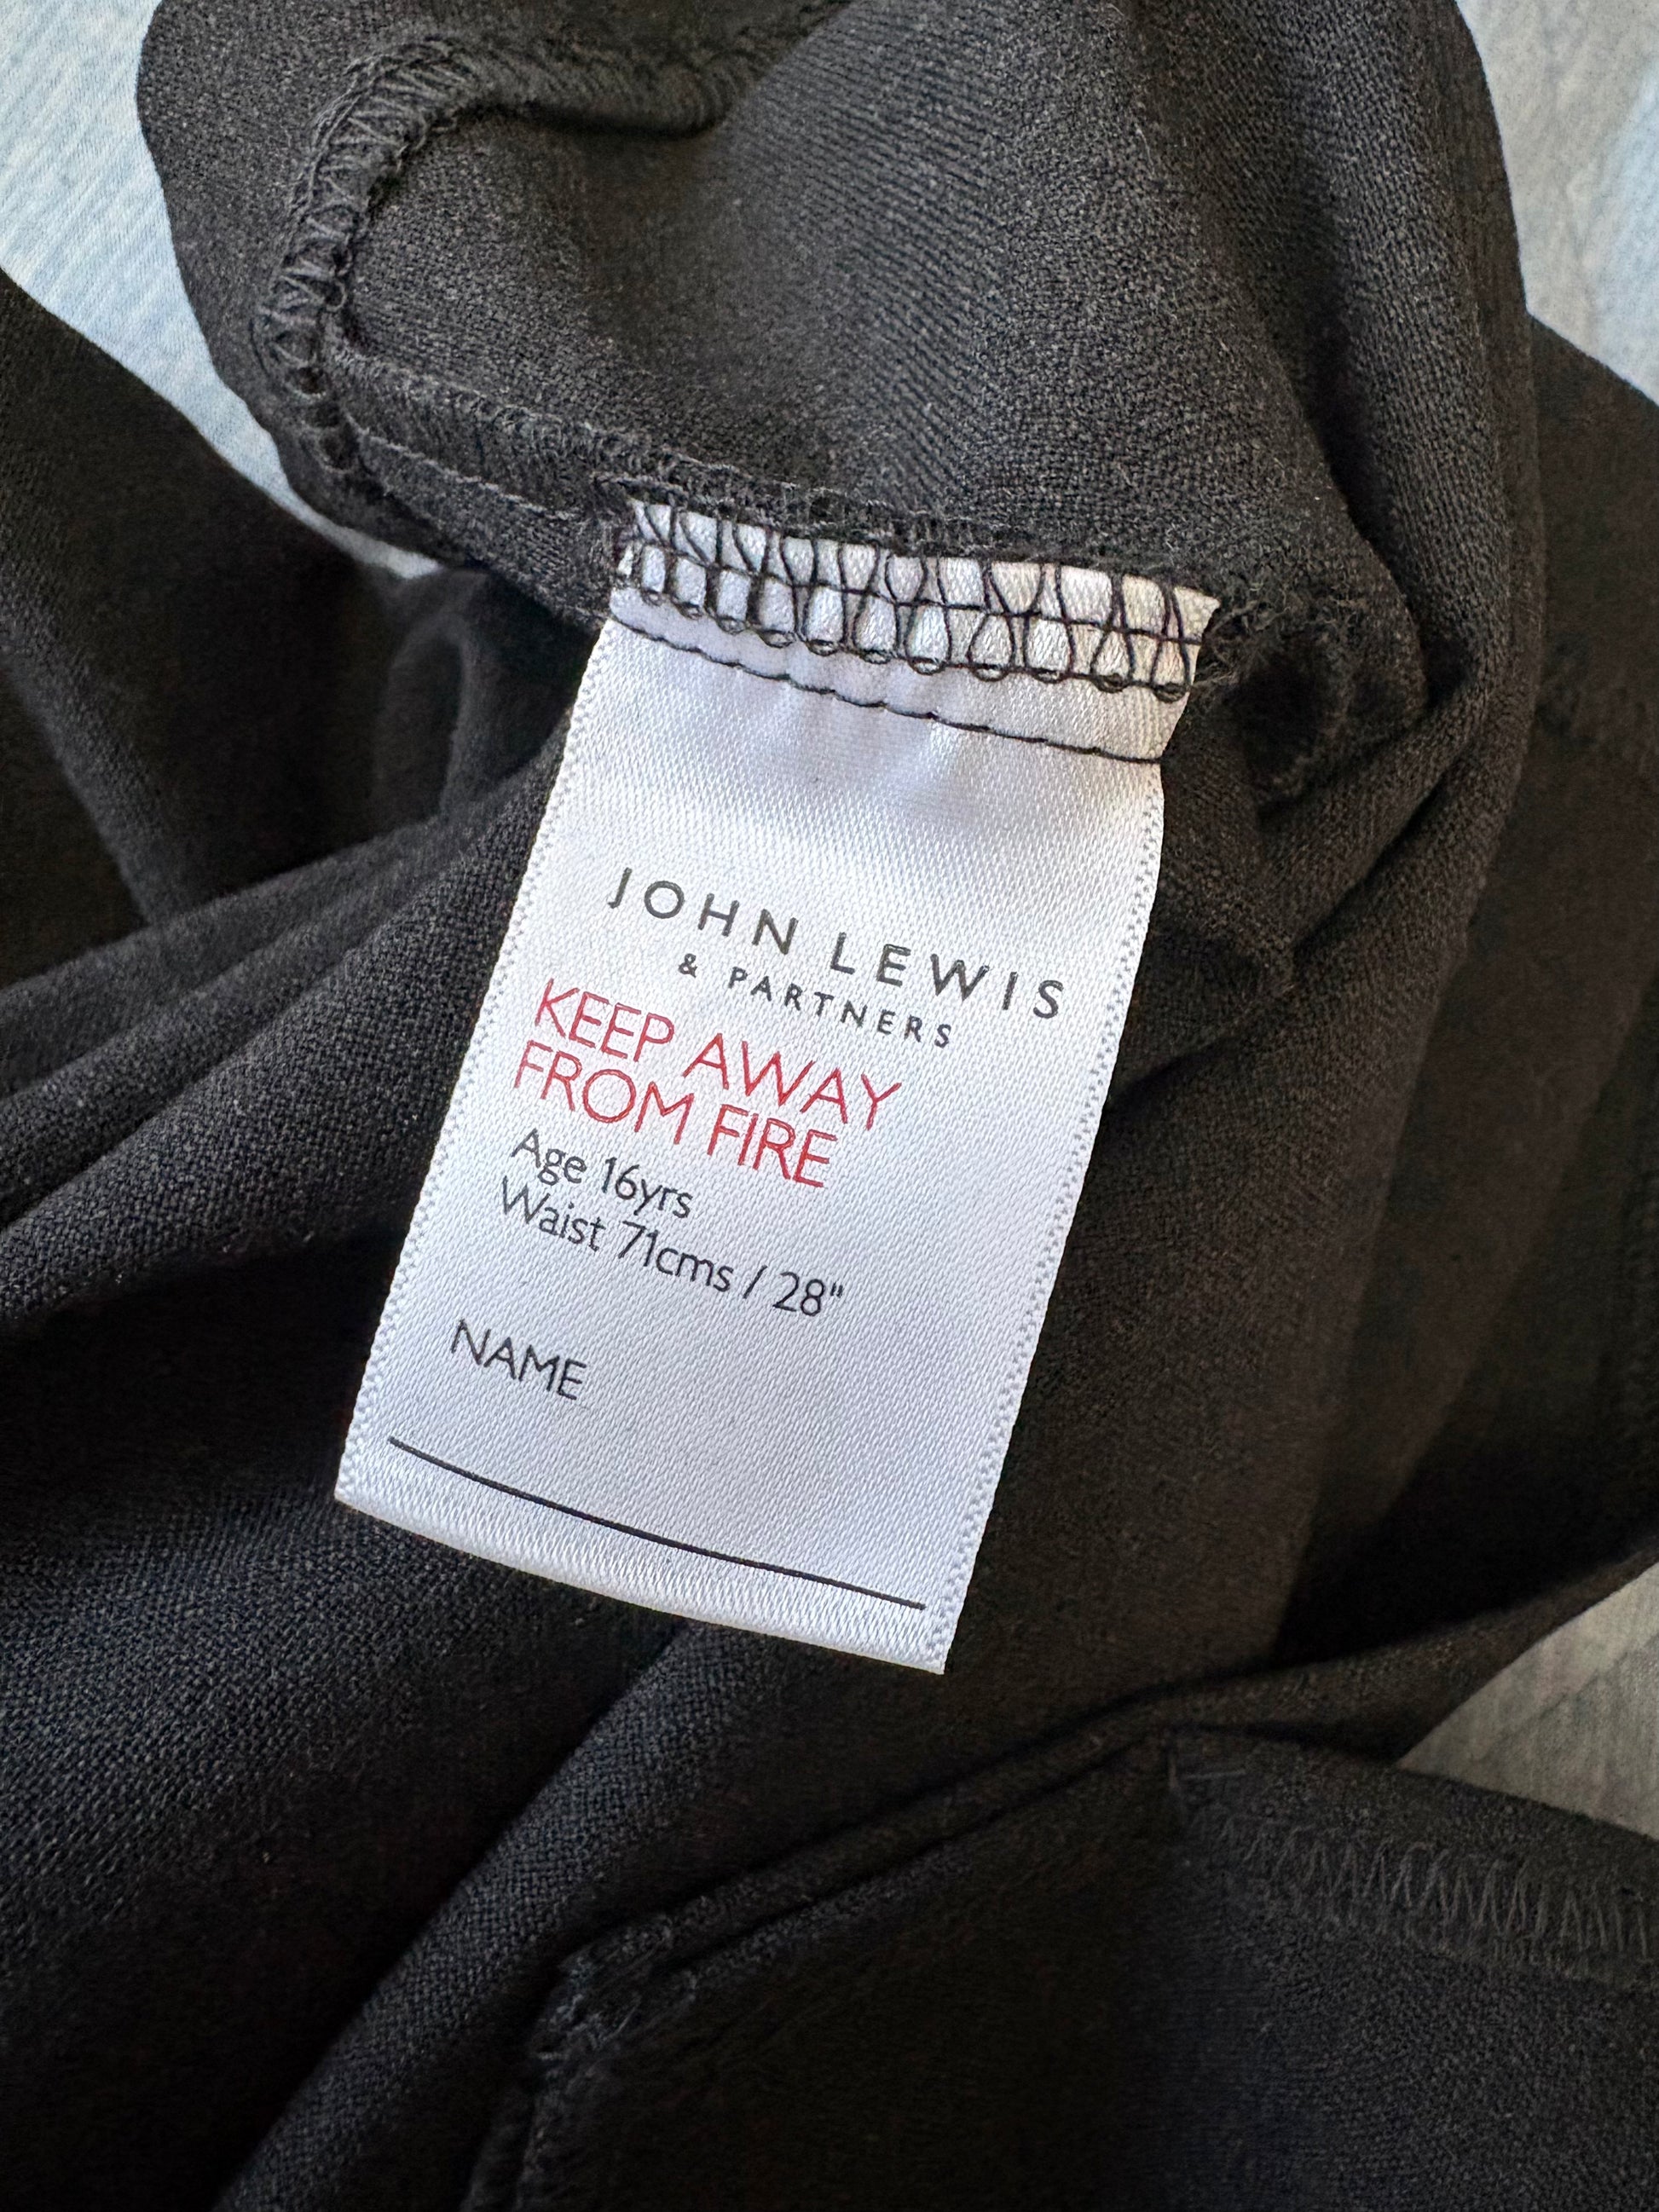 JOHN LEWIS
& PARTNERS
KEEP AWAY
FROM FIRE
Age 16yrs
Waist 71cms / 28"
NAME